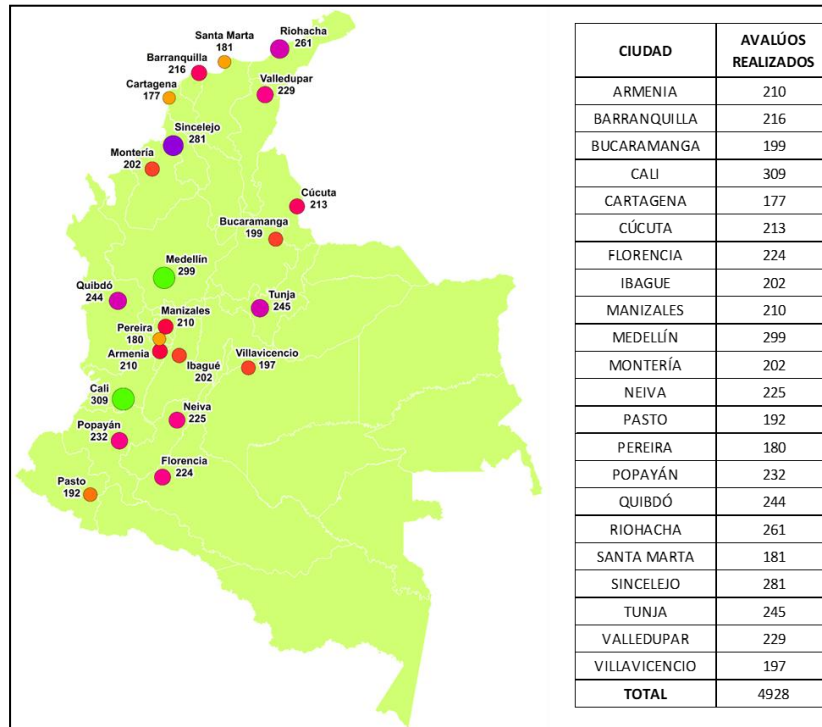 Santa Marta
181
Riohacha
261
Barranquilla
216
Cartagena
177
Valledupar
229
Sincelejo
281
Montería
202
Cúcuta
213
Bucaramanga
199
Medellín
299
Quibdó
244
Tunja
245
Manizales
210
Pereira
180
Armenia
210
Ibagué
202
Villavicencio
197
Cali
309
Neiva
225
Popayán
232
Florencia
224
Pasto
192
CIUDAD AVALÚOS REALIZADOS
ARMENIA 210
BARRANQUILLA 216
BUCARAMANGA 199
CALI 309
CARTAGENA 177
CÚCUTA 213
FLORENCIA 224
IBAGUE 202
MANIZALES 210
MEDELLÍN 299
MONTERÍA 202
NEIVA 225
PASTO 192
PEREIRA 180
POPAYÁN 232
QUIBDÓ 244
RIOHACHA 261
SANTA MARTA 181
SINCELEJO 281
TUNJA 245
VALLEDUPAR 229
VILLAVICENCIO 197
TOTAL 4928